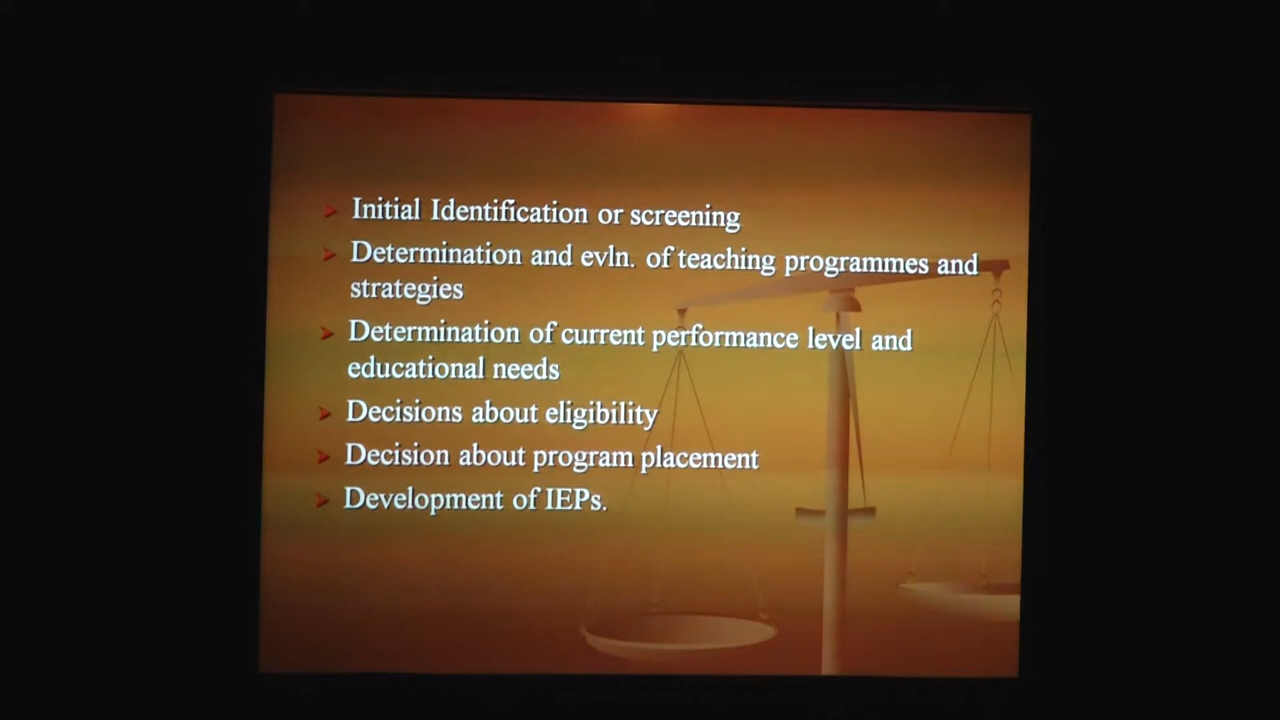 Initial Identification or screening
Determination and evln. of teaching programmes and
strategies
Determination of current performance level and
educational needs
Decisions about eligibility
Decision about program placement
Development of IEPs.